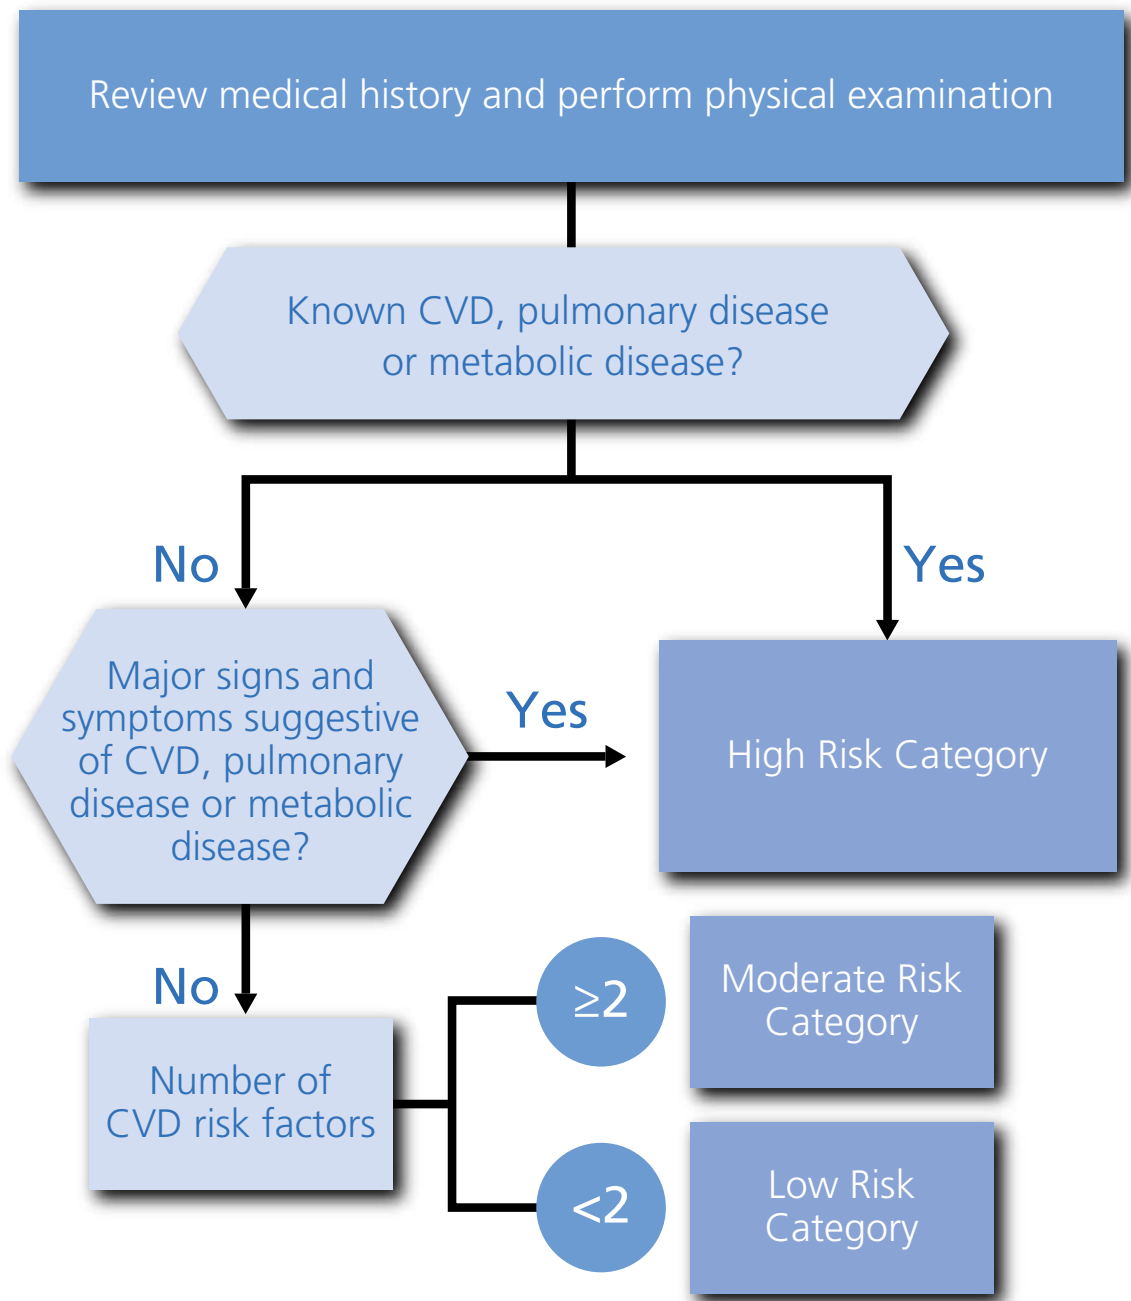 Review medical history and perform physical examination
Known CVD, pulmonary disease
or metabolic disease?
No
Yes
Major signs and
symptoms suggestive
of CVD, pulmonary
disease or metabolic
disease?
Yes
High Risk Category
No
Number of
CVD risk factors
≥2
Moderate Risk
Category
<2
Low Risk
Category